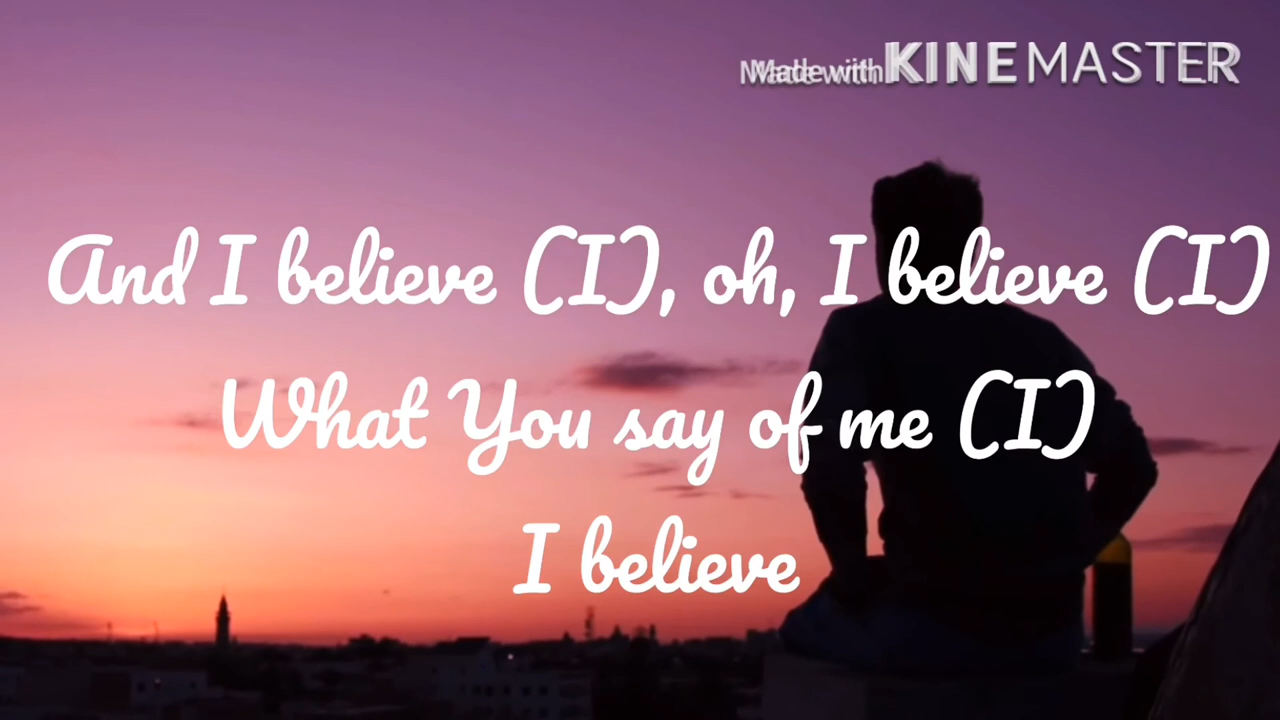 Made with KINEMASTER
And I believe (I), oh, I believe (I)
What You say of me (I)
I believe